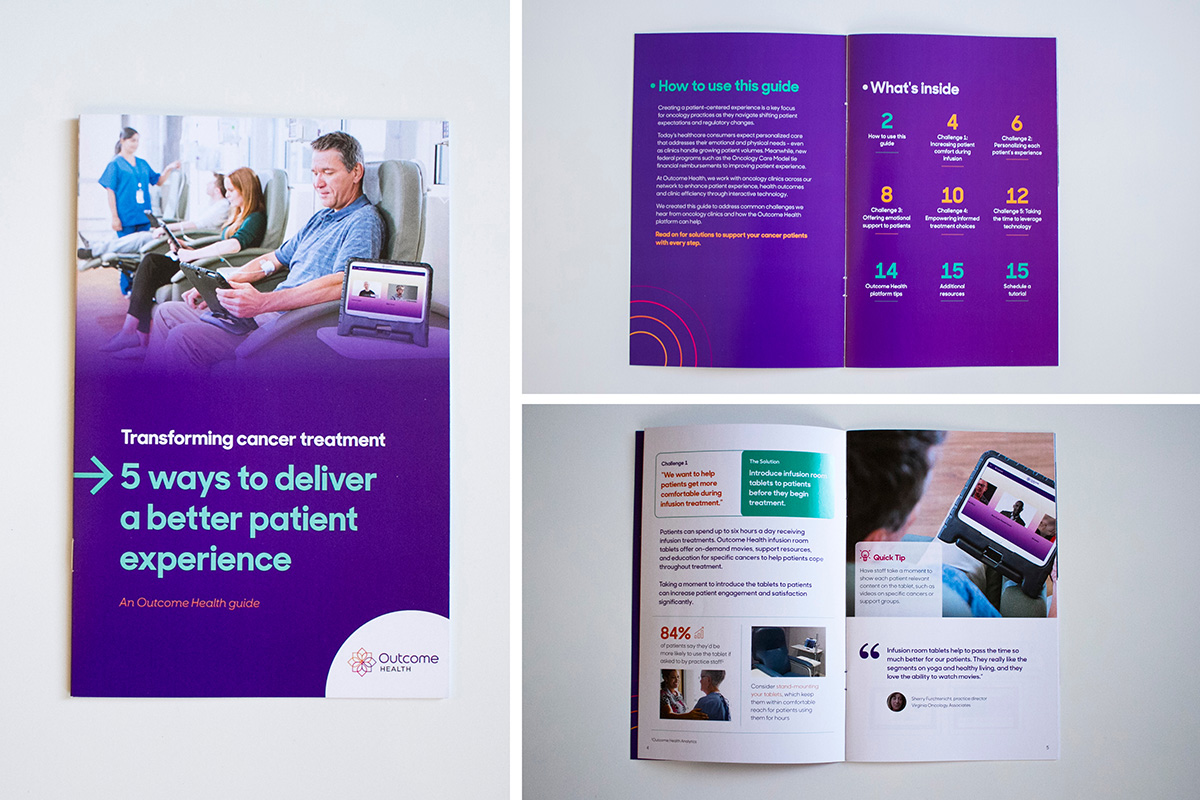 Transforming cancer treatment
5 ways to deliver
a better patient
experience
An Outcome Health guide
Outcome
HEALTH
• How to use this guide
Creating a patient-centered experience is a key focus
for oncology practices as they navigate shifting patient
expectations and regulatory changes.
Today's healthcare consumers expect personalized care
that addresses their emotional and physical needs – even
as clinics handle growing patient volumes. Meanwhile, new
federal programs such as the Oncology Care Model tie
financial reimbursements to improving patient experience.
At Outcome Health, we work with oncology clinics across our
network to enhance patient experience, health outcomes
and clinic efficiency through interactive technology.
We created this guide to address common challenges we
hear from oncology clinics and how the Outcome Health
platform can help.
Read on for solutions to support your cancer patients
with every step.
• What's inside
2
How to use this
guide
4
Challenge 1:
Increasing patient
comfort during
infusion
6
Challenge 2:
Personalizing each
patient's experience
8
Challenge 3:
Offering emotional
support to patients
10
Challenge 4:
Empowering informed
treatment choices
12
Challenge 5: Taking
the time to leverage
technology
14
Outcome Health
platform tips
15
Additional
resources
15
Schedule a
tutorial
Challenge 1
"We want to help
patients get more
comfortable during
infusion treatment."
The Solution
Introduce infusion room
tablets to patients
before they begin
treatment.
Patients can spend up to six hours a day receiving
infusion treatments. Outcome Health infusion room
tablets offer on-demand movies, support resources,
and education for specific cancers to help patients cope
throughout treatment.
Taking a moment to introduce the tablets to patients
can increase patient engagement and satisfaction
significantly.
84%
of patients say they'd be
more likely to use the tablet if
asked to by practice staff¹
Consider stand-mounting
your tablets, which keep
them within comfortable
reach for patients using
them for hours
¹Outcome Health Analytics
4
Quick Tip
Have staff take a moment to
show each patient relevant
content on the tablet, such as
videos on specific cancers or
support groups.
Infusion room tablets help to pass the time so
much better for our patients. They really like the
segments on yoga and healthy living, and they
love the ability to watch movies."
Sherry practice director
Virginia Oncology Associates
5